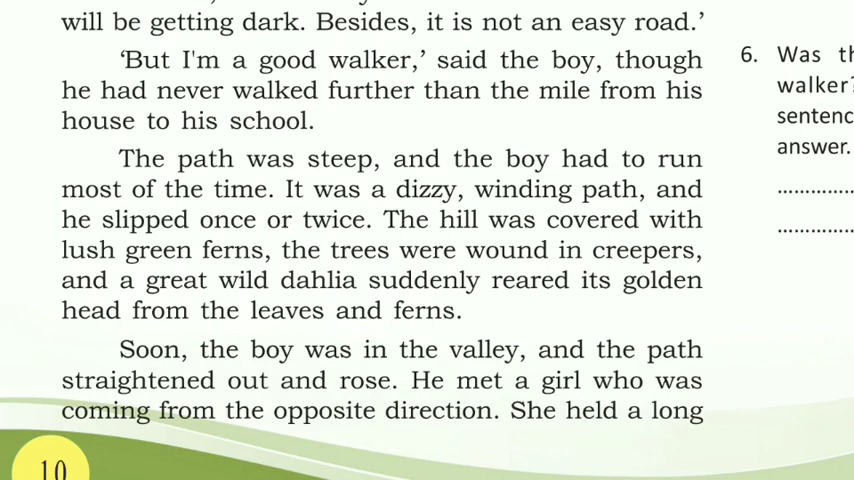 will be getting dark. Besides, it is not an easy road.’
‘But I'm a good walker,’ said the boy, though
he had never walked further than the mile from his
house to his school.
The path was steep, and the boy had to run
most of the time. It was a dizzy, winding path, and
he slipped once or twice. The hill was covered with
lush green ferns, the trees were wound in creepers,
and a great wild dahlia suddenly reared its golden
head from the leaves and ferns.
Soon, the boy was in the valley, and the path
straightened out and rose. He met a girl who was
coming from the opposite direction. She held a long
6. Was th
walker?
sentenc
answer.
..............
..............
10